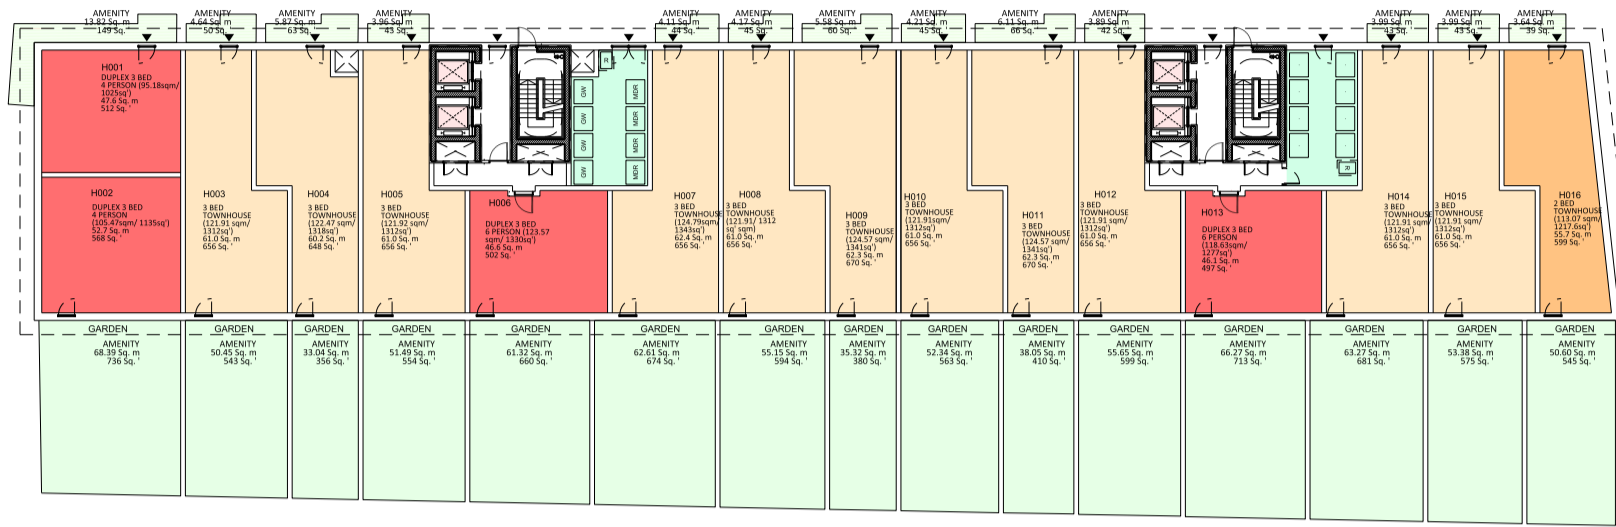 AMENITY
13.82 Sq. m
149 Sq. '
AMENITY
4.64 Sq. m
50 Sq. '
AMENITY
5.87 Sq. m
63 Sq. '
AMENITY
3.96 Sq. m
43 Sq. '
AMENITY
4.11 Sq. m
44 Sq. '
AMENITY
4.17 Sq. m
45 Sq. '
AMENITY
5.58 Sq. m
60 Sq. '
AMENITY
4.21 Sq. m
45 Sq. '
AMENITY
6.11 Sq. m
66 Sq. '
AMENITY
3.89 Sq. m
42 Sq. '
AMENITY
3.99 Sq. m
43 Sq. '
AMENITY
3.99 Sq. m
43 Sq. '
AMENITY
3.64 Sq. m
39 Sq. '
H001
DUPLEX 3 BED
4 PERSON (95.18sqm/
1025sq')
47.6 Sq. m
512 Sq. '
H002
DUPLEX 3 BED
4 PERSON
(105.47sqm/ 1135sq')
52.7 Sq. m
568 Sq. '
H003
3 BED
TOWNHOUSE
(121.91 sqm/
1312sq')
61.0 Sq. m
656 Sq. '
H004
3 BED
TOWNHOUSE
(122.47 sqm/
1318sq')
60.2 Sq. m
648 Sq. '
H005
3 BED
TOWNHOUSE
(121.92 sqm/
1312sq')
61.0 Sq. m
656 Sq. '
H006
DUPLEX 3 BED
6 PERSON (123.57
sqm/ 1330sq')
46.6 Sq. m
502 Sq. '
R
GW
GW
GW
GW
MDR
MDR
MDR
MDR
H007
3 BED
TOWNHOUSE
(124.79sqm/
1343sq')
62.4 Sq. m
656 Sq. '
H008
3 BED
TOWNHOUSE
(121.91/ 1312
sq' sqm)
61.0 Sq. m
656 Sq. '
H009
3 BED
TOWNHOUSE
(124.57 sqm/
1341sq')
62.3 Sq. m
670 Sq. '
H010
3 BED
TOWNHOUSE
(121.91sqm/
1312sq')
61.0 Sq. m
656 Sq. '
H011
3 BED
TOWNHOUSE
(124.57 sqm/
1341sq')
62.3 Sq. m
670 Sq. '
H012
3 BED
TOWNHOUSE
(121.91 sqm/
1312sq')
61.0 Sq. m
656 Sq. '
H013
DUPLEX 3 BED
6 PERSON
(118.63sqm/
1277sq')
46.1 Sq. m
497 Sq. '
R
H014
3 BED
TOWNHOUSE
(121.91 sqm/
1312sq')
61.0 Sq. m
656 Sq. '
H015
3 BED
TOWNHOUSE
(121.91 sqm/
1312sq')
61.0 Sq. m
656 Sq. '
H016
2 BED
TOWNHOUSE
(113.07 sqm/
1217.6sq')
55.7 Sq. m
599 Sq. '
GARDEN
AMENITY
68.39 Sq. m
736 Sq. '
GARDEN
AMENITY
50.45 Sq. m
543 Sq. '
GARDEN
AMENITY
33.04 Sq. m
356 Sq. '
GARDEN
AMENITY
51.49 Sq. m
554 Sq. '
GARDEN
AMENITY
61.32 Sq. m
660 Sq. '
GARDEN
AMENITY
62.61 Sq. m
674 Sq. '
GARDEN
AMENITY
55.15 Sq. m
594 Sq. '
GARDEN
AMENITY
35.32 Sq. m
380 Sq. '
GARDEN
AMENITY
52.34 Sq. m
563 Sq. '
GARDEN
AMENITY
38.05 Sq. m
410 Sq. '
GARDEN
AMENITY
55.65 Sq. m
599 Sq. '
GARDEN
AMENITY
66.27 Sq. m
713 Sq. '
GARDEN
AMENITY
63.27 Sq. m
681 Sq. '
GARDEN
AMENITY
53.38 Sq. m
575 Sq. '
GARDEN
AMENITY
50.60 Sq. m
545 Sq. '